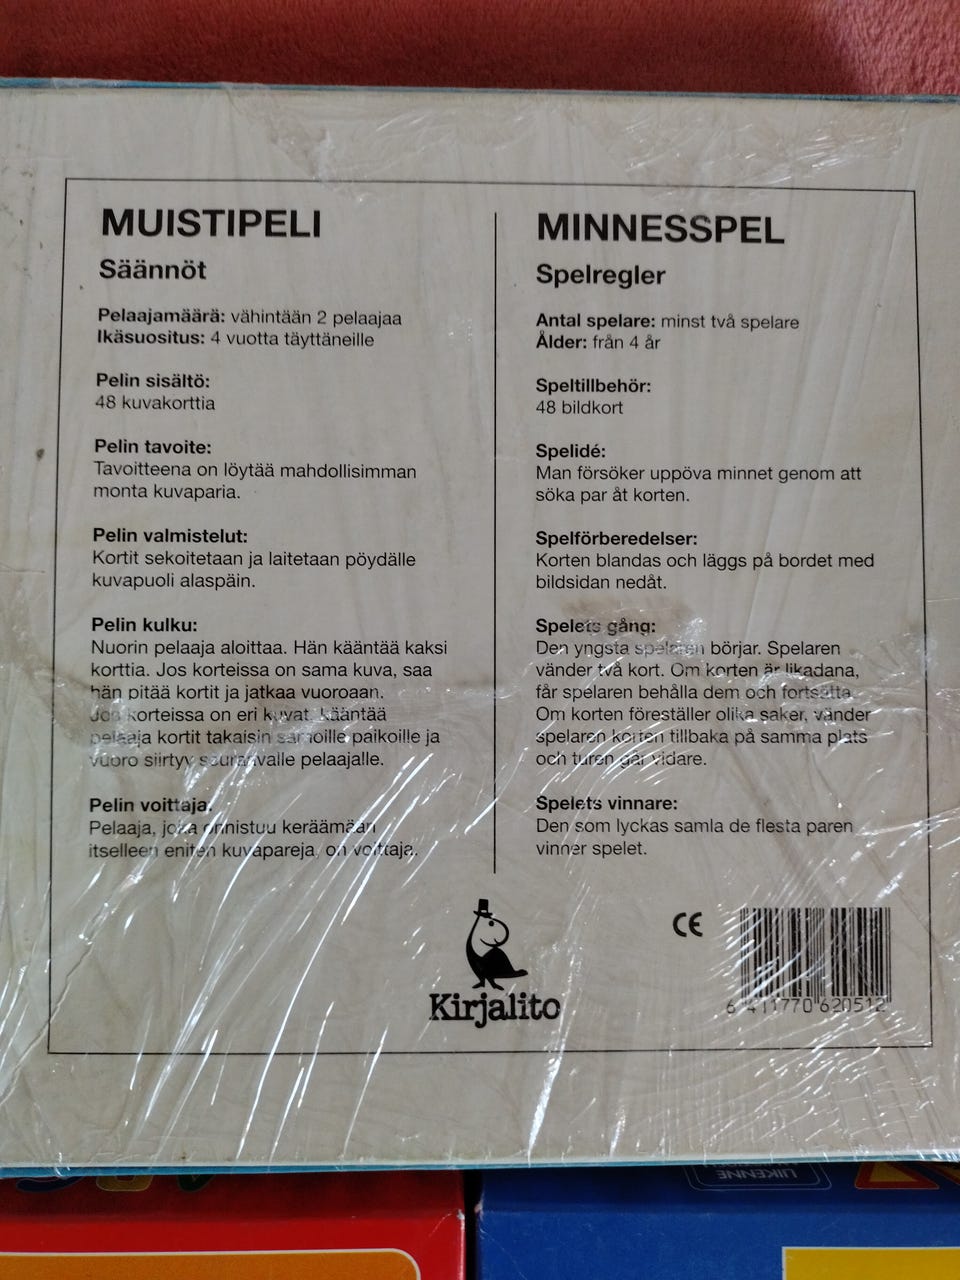 MUISTIPELI
Säännöt
Pelaajamäärä: vähintään 2 pelaajaa
Ikäsuositus: 4 vuotta täyttäneille
Pelin sisältö:
48 kuvakorttia
Pelin tavoite:
Tavoitteena on löytää mahdollisimman
monta kuvaparia.
Pelin valmistelut:
Kortit sekoitetaan ja laitetaan pöydälle
kuvapuoli alaspäin.
Pelin kulku:
Nuorin pelaaja aloittaa. Hän kääntää kaksi
korttia. Jos korteissa on sama kuva, saa
hän pitää kortit ja jatkaa vuoroaan.
Jos korteissa on eri kuvat, kääntää
pelaaja kortit takaisin samoille paikoille ja
vuoro siirtyy seuraavalle pelaajalle.
Pelin voittaja:
Pelaaja, joka onnistuu keräämään
itselleen eniten kuvapareja, on voittaja.
MINNESSPEL
Spelregler
Antal spelare: minst två spelare
Ålder: från 4 år
Speltillbehör:
48 bildkort
Spelidé:
Man försöker uppöva minnet genom att
söka par åt korten.
Spelförberedelser:
Korten blandas och läggs på bordet med
bildsidan nedåt.
Spelets gång:
Den yngsta spelaren börjar. Spelaren
vänder två kort. Om korten är likadana,
får spelaren behålla dem och fortsätta.
Om korten föreställer olika saker, vänder
spelaren korten tillbaka på samma plats
och turen går vidare.
Spelets vinnare:
Den som lyckas samla de flesta paren
vinner spelet.
Kirjalito
CE
6 411770 620512
LIIKENNE